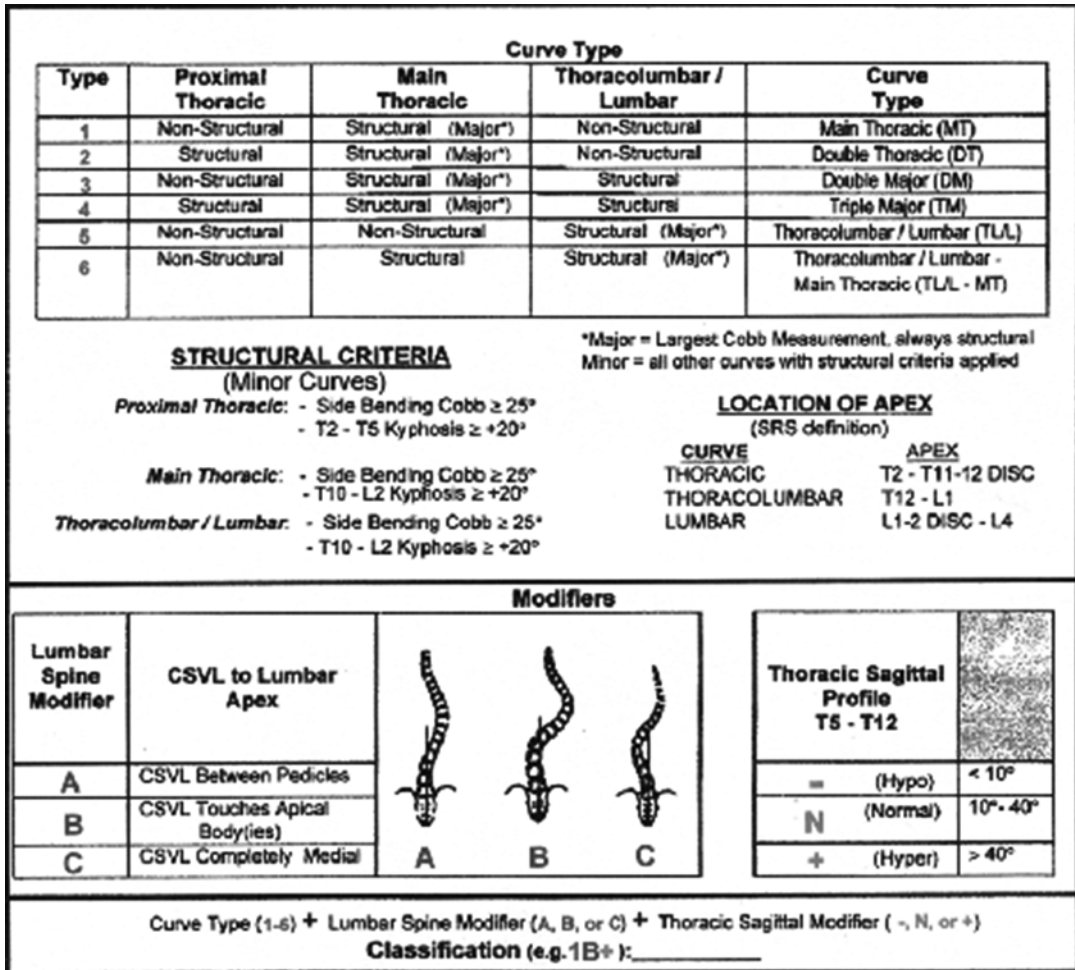 Curve Type
Type Proximal Thoracic Main Thoracic Thoracolumbar / Lumbar Curve Type
1 Non-Structural Structural (Major*) Non-Structural Main Thoracic (MT)
2 Structural Structural (Major*) Non-Structural Double Thoracic (DT)
3 Non-Structural Structural (Major*) Structural Double Major (DM)
4 Structural Structural (Major*) Structural Triple Major (TM)
5 Non-Structural Non-Structural Structural (Major*) Thoracolumbar / Lumbar (TL/L)
6 Non-Structural Structural Structural (Major*) Thoracolumbar / Lumbar -
Main Thoracic (TL/L - MT)
*Major = Largest Cobb Measurement, always structural
Minor = all other curves with structural criteria applied
STRUCTURAL CRITERIA
(Minor Curves)
Proximal Thoracic: - Side Bending Cobb ≥ 25°
- T2 - T5 Kyphosis ≥ +20°
Main Thoracic: - Side Bending Cobb ≥ 25°
- T10 - L2 Kyphosis ≥ +20°
Thoracolumbar / Lumbar: - Side Bending Cobb ≥ 25°
- T10 - L2 Kyphosis ≥ +20°
LOCATION OF APEX
(SRS definition)
CURVE APEX
THORACIC T2 - T11-12 DISC
THORACOLUMBAR T12 - L1
LUMBAR L1-2 DISC - L4
Modifiers
Lumbar Spine Modifier CSVL to Lumbar Apex
A CSVL Between Pedicles
B CSVL Touches Apical
Body(ies)
C CSVL Completely Medial
A B C
Thoracic Sagittal
Profile
T5 - T12
- (Hypo) < 10°
N (Normal) 10°- 40°
+ (Hyper) > 40°
Curve Type (1-6) + Lumbar Spine Modifier (A, B, or C) + Thoracic Sagittal Modifier ( -, N, or +)
Classification (e.g.1B+ ):__________